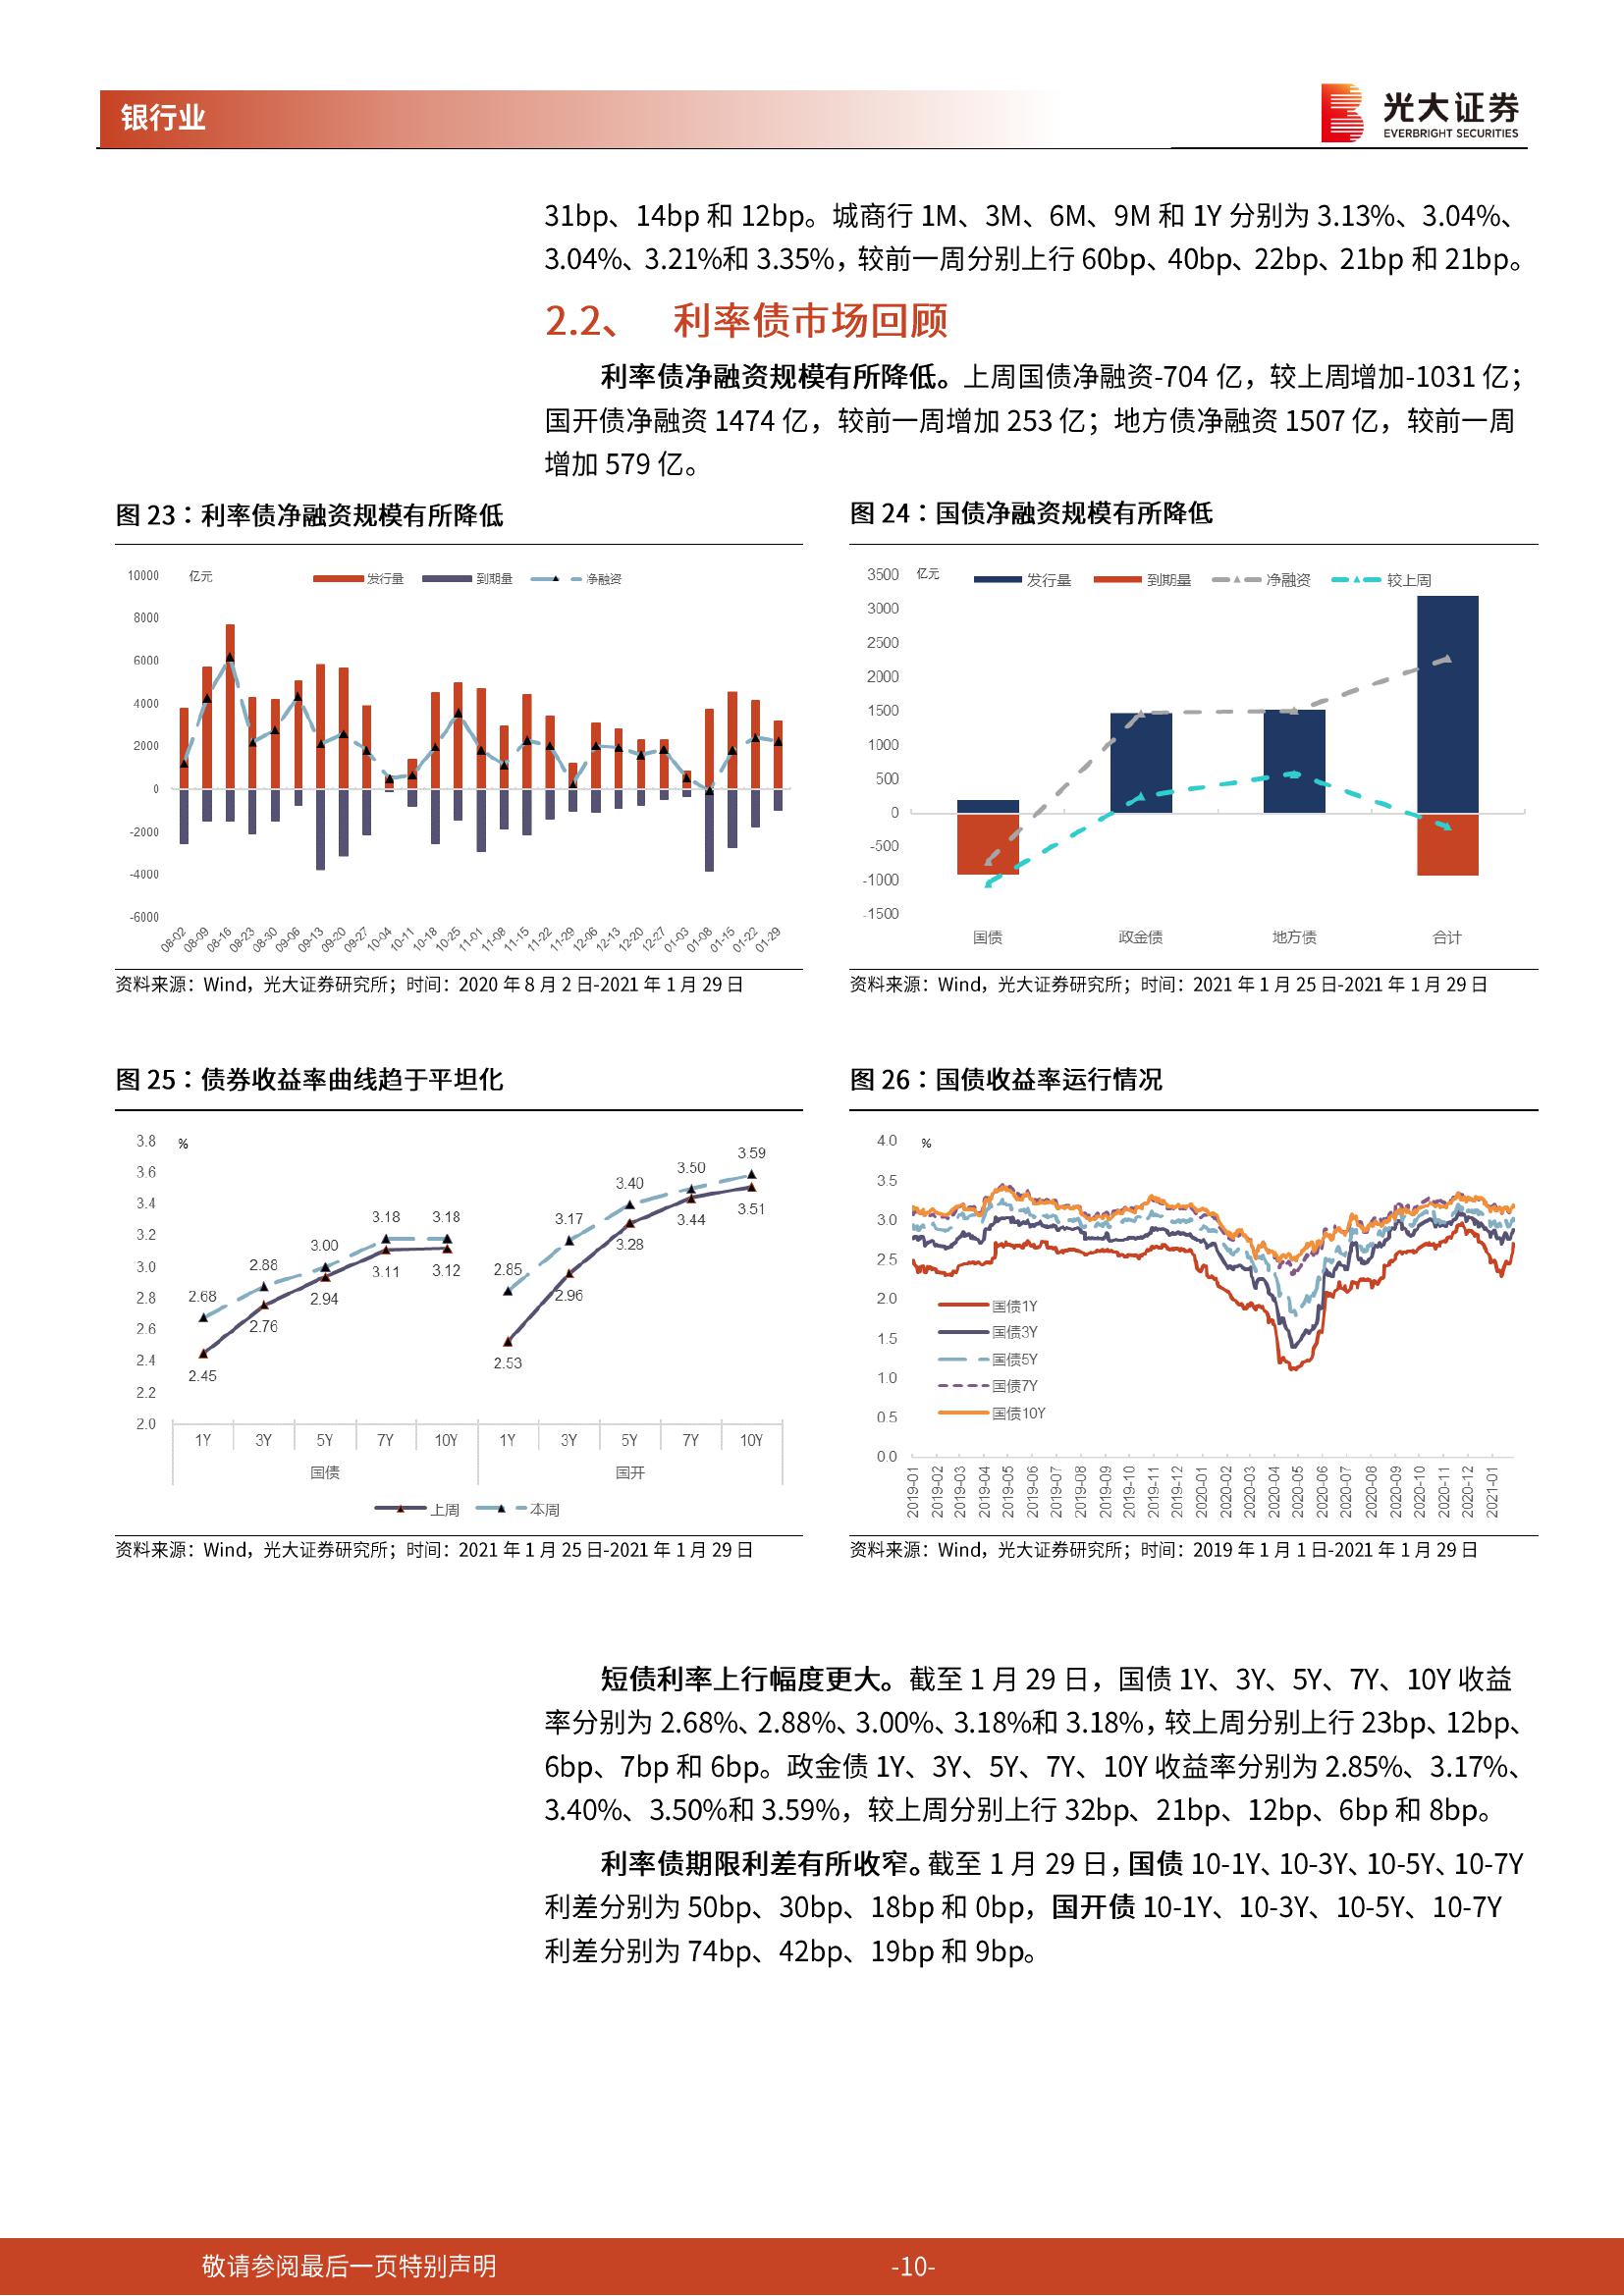 银行业
光大证券
EVERBRIGHT SECURITIES
31bp、14bp 和 12bp。城商行 1M、3M、6M、9M 和 1Y 分别为 3.13%、3.04%、
3.04%、3.21%和 3.35%，较前一周分别上行 60bp、40bp、22bp、21bp 和 21bp。
2.2、 利率债市场回顾
利率债净融资规模有所降低。上周国债净融资-704 亿，较上周增加-1031 亿；
国开债净融资 1474 亿，较前一周增加 253 亿；地方债净融资 1507 亿，较前一周
增加 579 亿。
图 23：利率债净融资规模有所降低
亿元
发行量 到期量 净融资
10000
8000
6000
4000
2000
0
-2000
-4000
-6000
08-02 08-09 08-16 08-23 08-30 09-06 09-13 09-20 09-27 10-04 10-11 10-18 10-25 11-01 11-08 11-15 11-22 11-29 12-06 12-13 12-20 12-27 01-03 01-08 01-15 01-22 01-29
资料来源：Wind，光大证券研究所；时间：2020 年 8 月 2 日-2021 年 1 月 29 日
图 24：国债净融资规模有所降低
亿元
发行量 到期量 净融资 较上周
3500
3000
2500
2000
1500
1000
500
0
-500
-1000
-1500
国债 政金债 地方债 合计
资料来源：Wind，光大证券研究所；时间：2021 年 1 月 25 日-2021 年 1 月 29 日
图 25：债券收益率曲线趋于平坦化
%
3.8
3.6
3.4
3.2
3.0
2.8
2.6
2.4
2.2
2.0
2.68 2.88 3.00 3.18 3.18 2.85 3.17 3.40 3.50 3.59
2.45 2.76 2.94 3.11 3.12 2.53 2.96 3.28 3.44 3.51
1Y 3Y 5Y 7Y 10Y 1Y 3Y 5Y 7Y 10Y
国债 国开
上周 本周
资料来源：Wind，光大证券研究所；时间：2021 年 1 月 25 日-2021 年 1 月 29 日
图 26：国债收益率运行情况
%
4.0
3.5
3.0
2.5
2.0
1.5
1.0
0.5
0.0
国债1Y
国债3Y
国债5Y
国债7Y
国债10Y
2019-01 2019-02 2019-03 2019-04 2019-05 2019-06 2019-07 2019-08 2019-09 2019-10 2019-11 2019-12 2020-01 2020-02 2020-03 2020-04 2020-05 2020-06 2020-07 2020-08 2020-09 2020-10 2020-11 2020-12 2021-01
资料来源：Wind，光大证券研究所；时间：2019 年 1 月 1 日-2021 年 1 月 29 日
短债利率上行幅度更大。截至 1 月 29 日，国债 1Y、3Y、5Y、7Y、10Y 收益
率分别为 2.68%、2.88%、3.00%、3.18%和 3.18%，较上周分别上行 23bp、12bp、
6bp、7bp 和 6bp。政金债 1Y、3Y、5Y、7Y、10Y 收益率分别为 2.85%、3.17%、
3.40%、3.50%和 3.59%，较上周分别上行 32bp、21bp、12bp、6bp 和 8bp。
利率债期限利差有所收窄。截至 1 月 29 日，国债 10-1Y、10-3Y、10-5Y、10-7Y
利差分别为 50bp、30bp、18bp 和 0bp，国开债 10-1Y、10-3Y、10-5Y、10-7Y
利差分别为 74bp、42bp、19bp 和 9bp。
敬请参阅最后一页特别声明
-10-